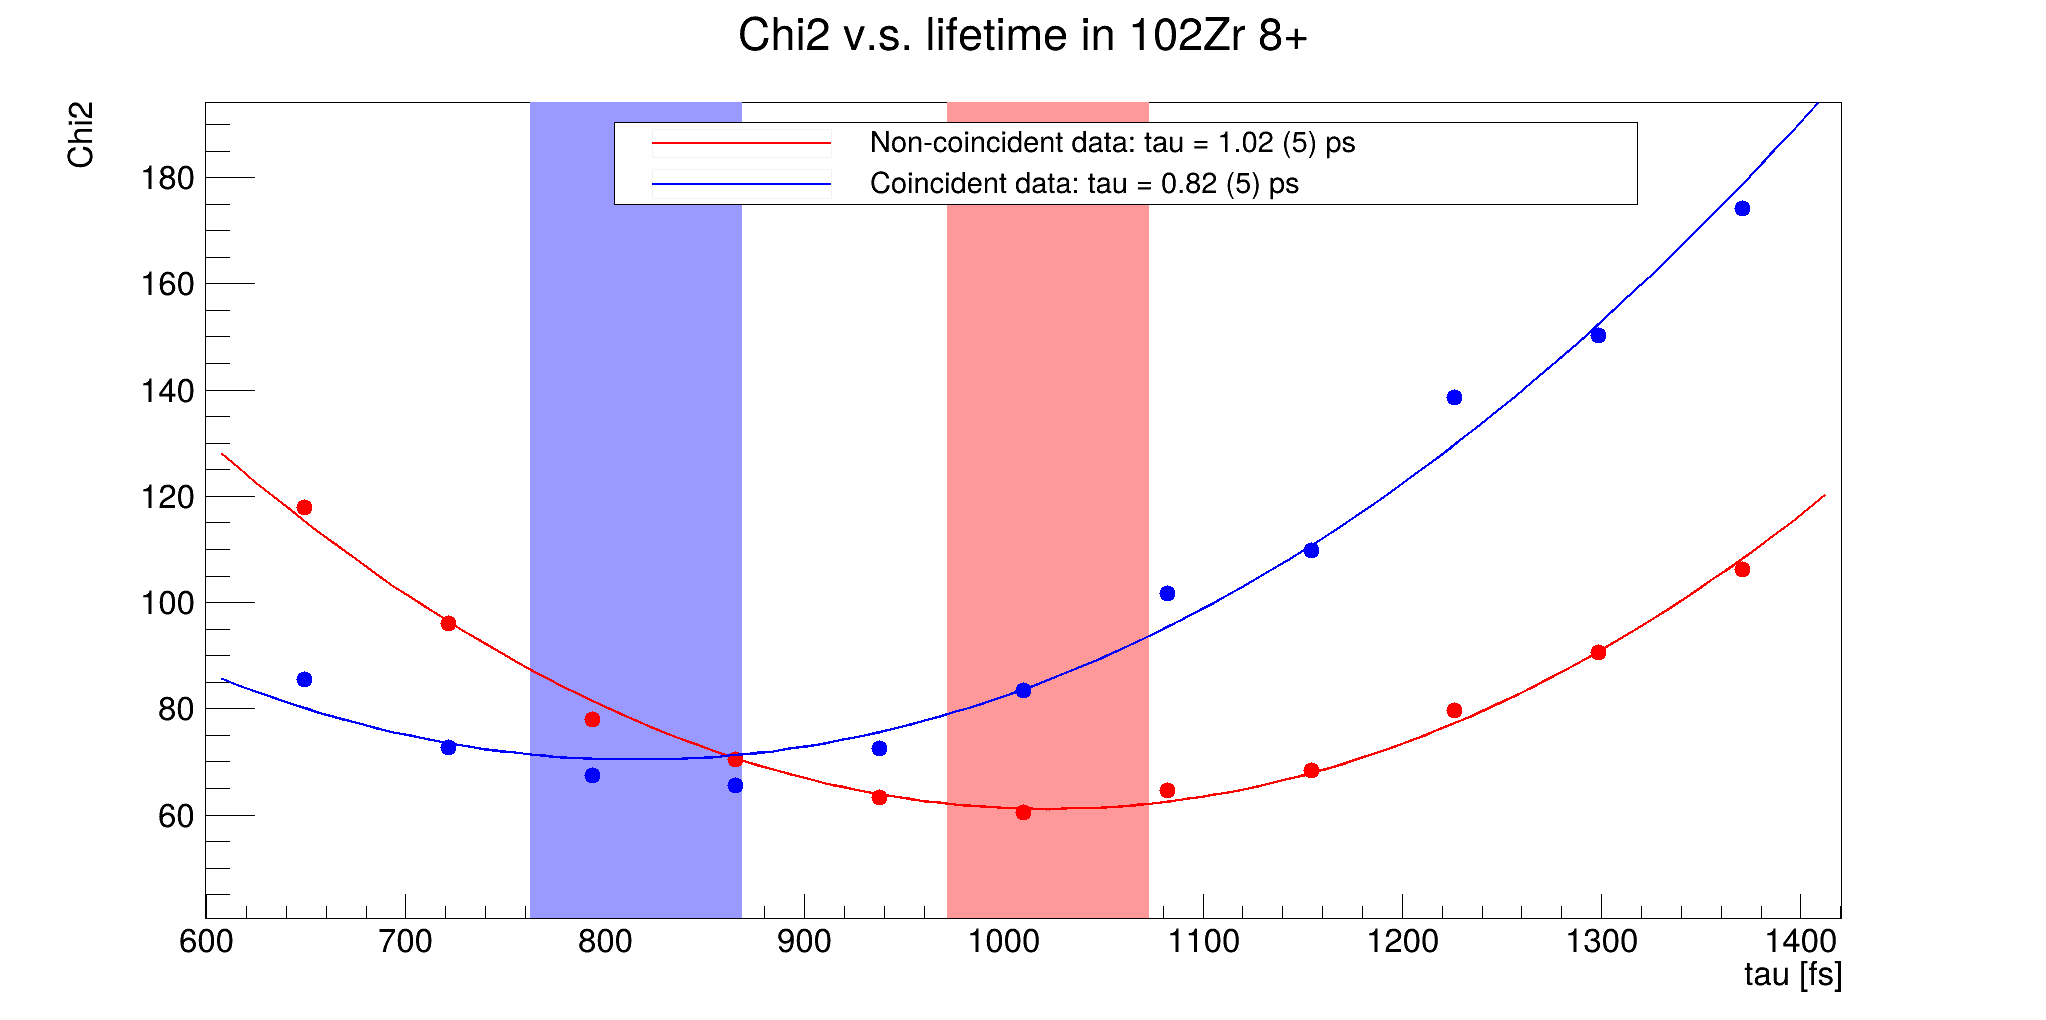 Chi2 v.s. lifetime in 102Zr 8+
Chi2
Non-coincident data: tau = 1.02 (5) ps
Coincident data: tau = 0.82 (5) ps
180
160
140
120
100
80
60
600 700 800 900 1000 1100 1200 1300 1400
tau [fs]